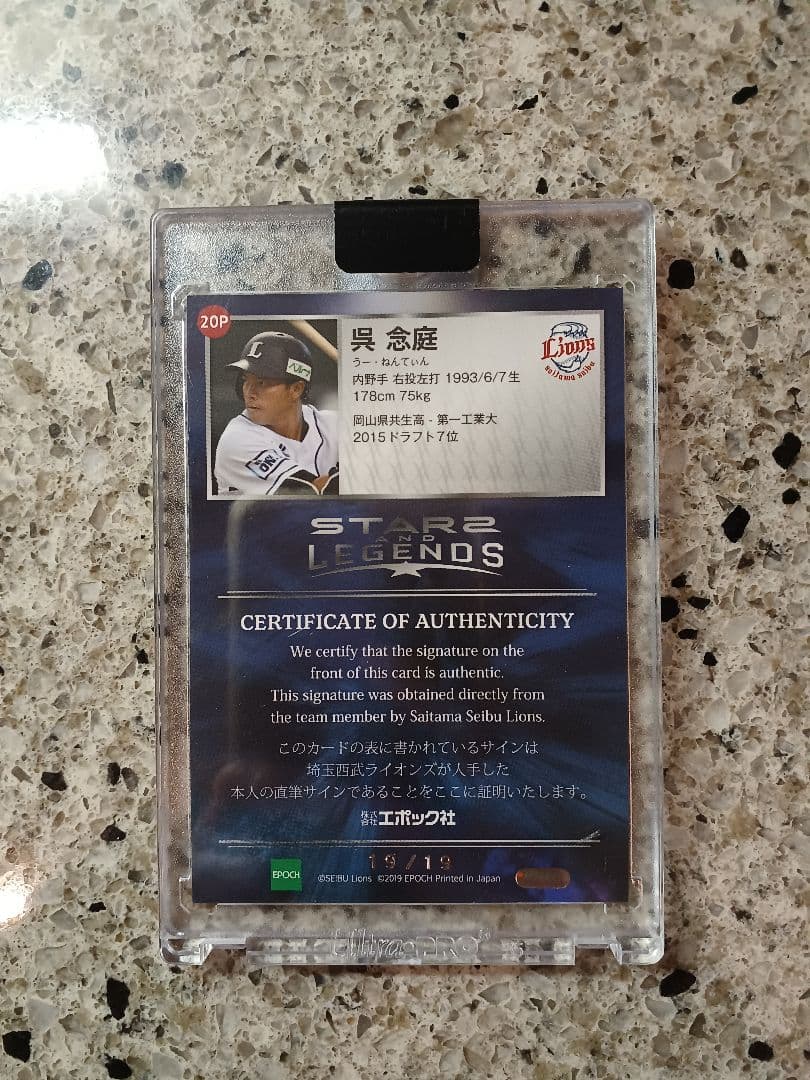 20P
呉 念庭
うー・ねんてぃん
内野手 右投左打 1993/6/7生
178cm 75kg
岡山県共生高 - 第一工業大
2015ドラフト7位
Lions
saitama seibu
L
STARS
AND
LEGENDS
CERTIFICATE OF AUTHENTICITY
We certify that the signature on the
front of this card is authentic.
This signature was obtained directly from
the team member by Saitama Seibu Lions.
このカードの表に書かれているサインは
埼玉西武ライオンズが入手した
本人の直筆サインであることをここに証明いたします。
株式会社エポック社
19/19
EPOCH
©SEIBU Lions ©2019 EPOCH Printed in Japan
Ultra PRO